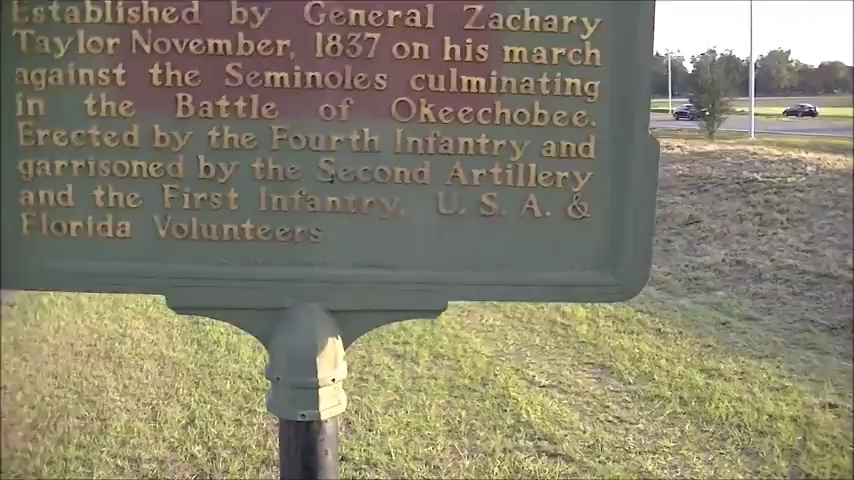 Established by General Zachary
Taylor November, 1837 on his march
against the Seminoles culminating
in the Battle of Okeechobee.
Erected by the Fourth Infantry and
garrisoned by the Second Artillery
and the First Infantry, U. S. A. &
Florida Volunteers